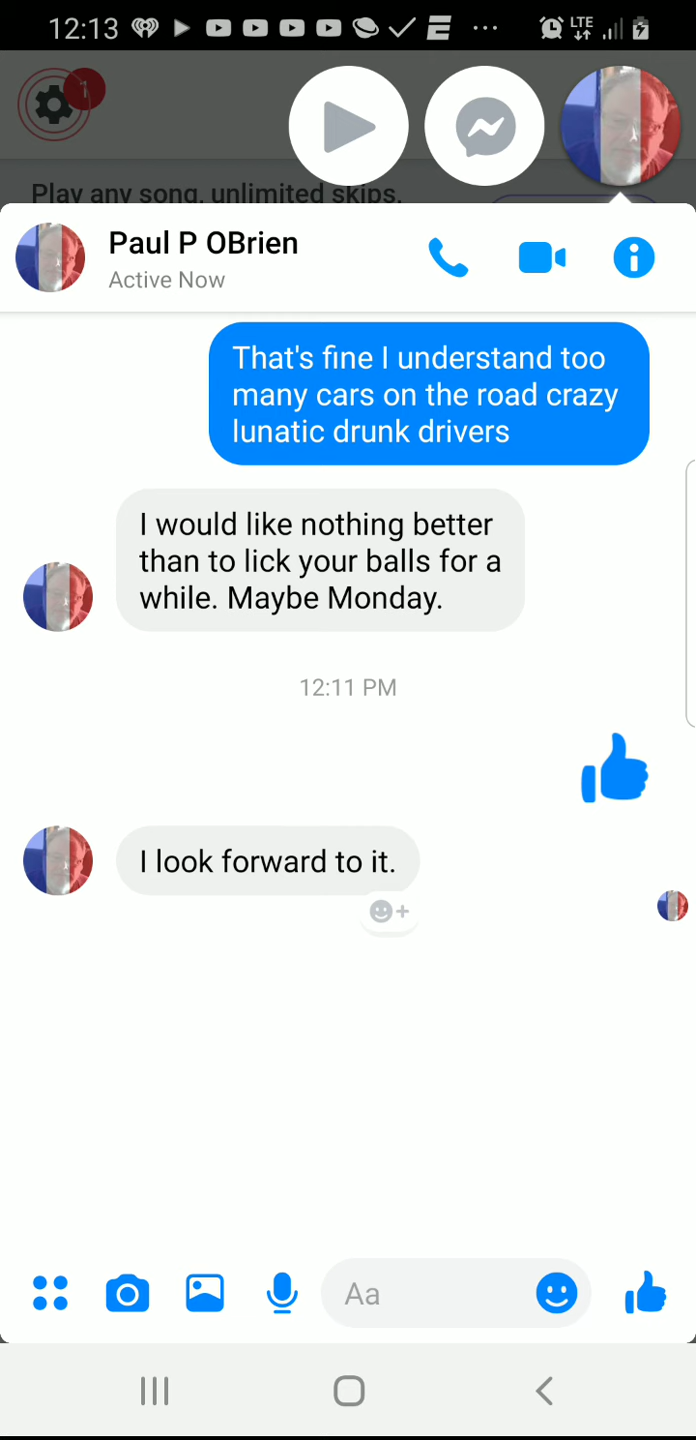 12:13 LTE
1
Play any song, unlimited skips.
Paul P OBrien
Active Now
That's fine I understand too
many cars on the road crazy
lunatic drunk drivers
I would like nothing better
than to lick your balls for a
while. Maybe Monday.
12:11 PM
I look forward to it.
Aa